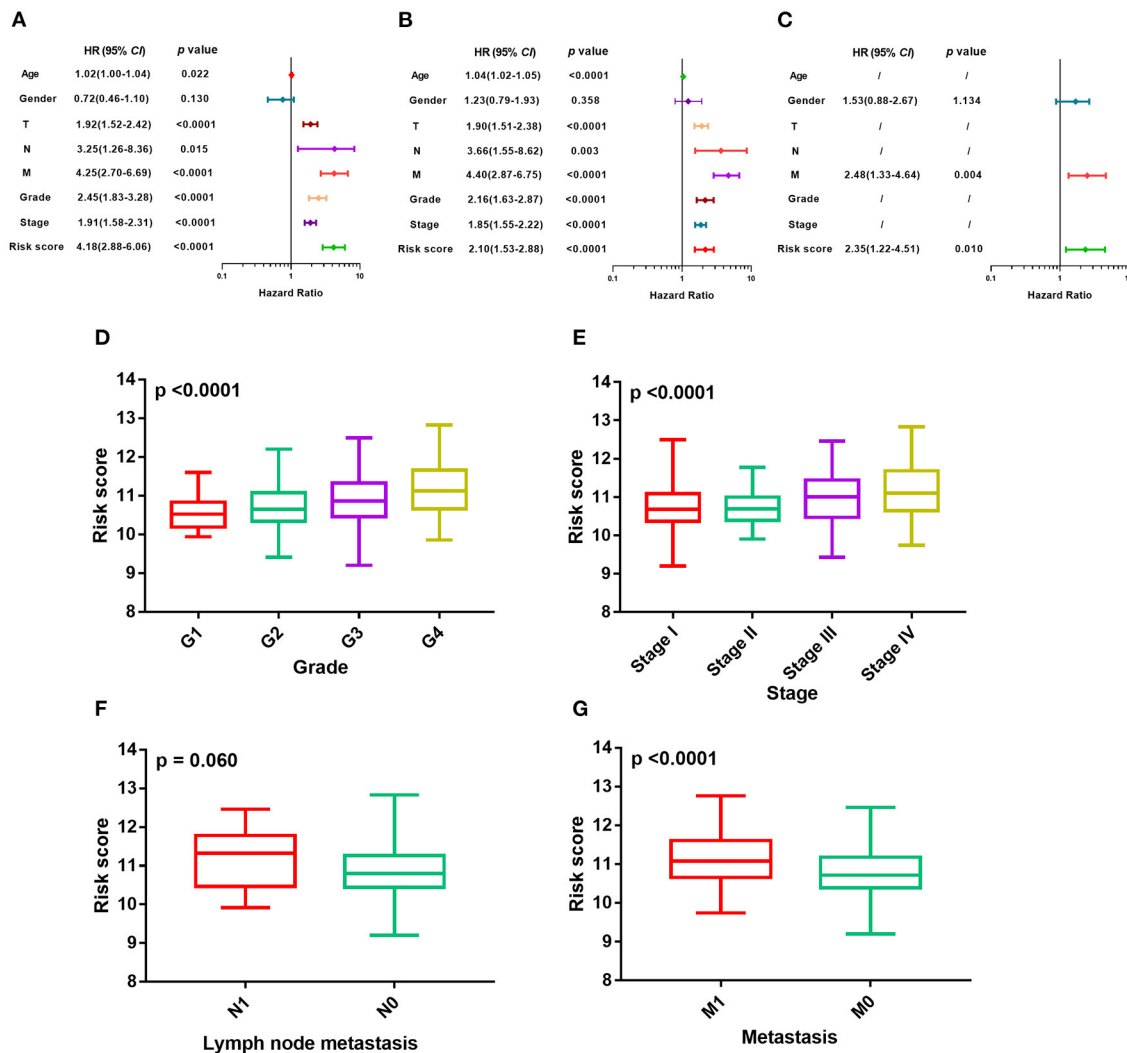 A
HR (95% CI) p value
Age 1.02(1.00-1.04) 0.022
Gender 0.72(0.46-1.10) 0.130
T 1.92(1.52-2.42) <0.0001
N 3.25(1.26-8.36) 0.015
M 4.25(2.70-6.69) <0.0001
Grade 2.45(1.83-3.28) <0.0001
Stage 1.91(1.58-2.31) <0.0001
Risk score 4.18(2.88-6.06) <0.0001
0.1 1 10
Hazard Ratio
B
HR (95% CI) p value
Age 1.04(1.02-1.05) <0.0001
Gender 1.23(0.79-1.93) 0.358
T 1.90(1.51-2.38) <0.0001
N 3.66(1.55-8.62) 0.003
M 4.40(2.87-6.75) <0.0001
Grade 2.16(1.63-2.87) <0.0001
Stage 1.85(1.55-2.22) <0.0001
Risk score 2.10(1.53-2.88) <0.0001
0.1 1 10
Hazard Ratio
C
HR (95% CI) p value
Age / /
Gender 1.53(0.88-2.67) 1.134
T / /
N / /
M 2.48(1.33-4.64) 0.004
Grade / /
Stage / /
Risk score 2.35(1.22-4.51) 0.010
0.1 1
Hazard Ratio
D
p <0.0001
14
13
12
11
10
9
8
Risk score
G1 G2 G3 G4
Grade
E
p <0.0001
14
13
12
11
10
9
8
Risk score
Stage I Stage II Stage III Stage IV
Stage
F
p = 0.060
14
13
12
11
10
9
8
Risk score
N1 N0
Lymph node metastasis
G
p <0.0001
14
13
12
11
10
9
8
Risk score
M1 M0
Metastasis